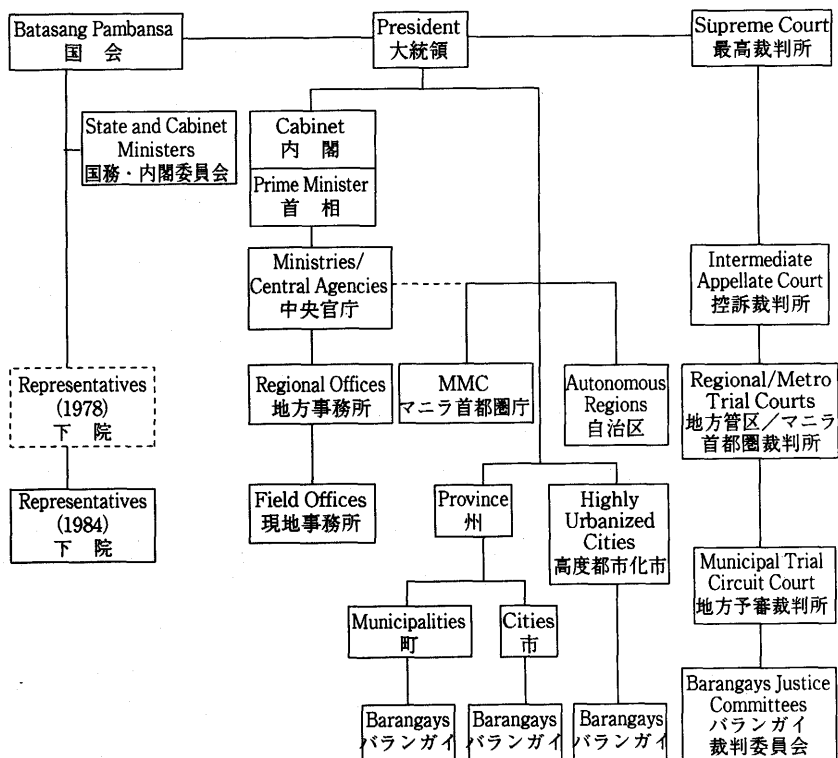 Batasang Pambansa
国 会
President
大統領
Supreme Court
最高裁判所
State and Cabinet
Ministers
国務・内閣委員会
Cabinet
内 閣
Prime Minister
首 相
Ministries/
Central Agencies
中央官庁
Intermediate
Appellate Court
控訴裁判所
Representatives
(1978)
下 院
Regional Offices
地方事務所
MMC
マニラ首都圏庁
Autonomous
Regions
自治区
Regional/Metro
Trial Courts
地方管区/マニラ
首都圏裁判所
Representatives
(1984)
下 院
Field Offices
現地事務所
Province
州
Highly
Urbanized
Cities
高度都市化市
Municipal Trial
Circuit Court
地方予審裁判所
Municipalities
町
Cities
市
Barangays
バランガイ
Barangays
バランガイ
Barangays
バランガイ
Barangays Justice
Committees
バランガイ
裁判委員会